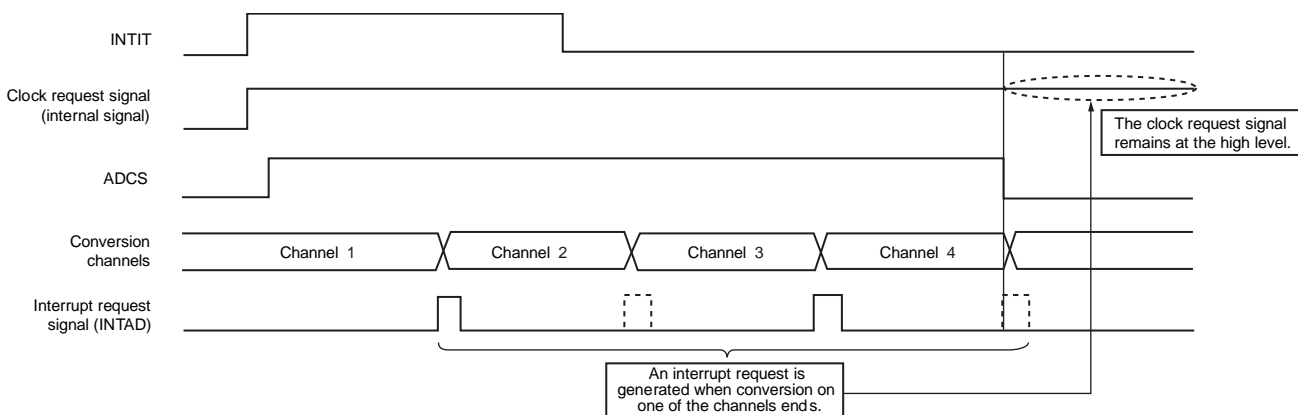 INTIT
Clock request signal
(internal signal)
The clock request signal
remains at the high level.
ADCS
Conversion
channels
Channel 1
Channel 2
Channel 3
Channel 4
Interrupt request
signal (INTAD)
An interrupt request is
generated when conversion on
one of the channels ends.